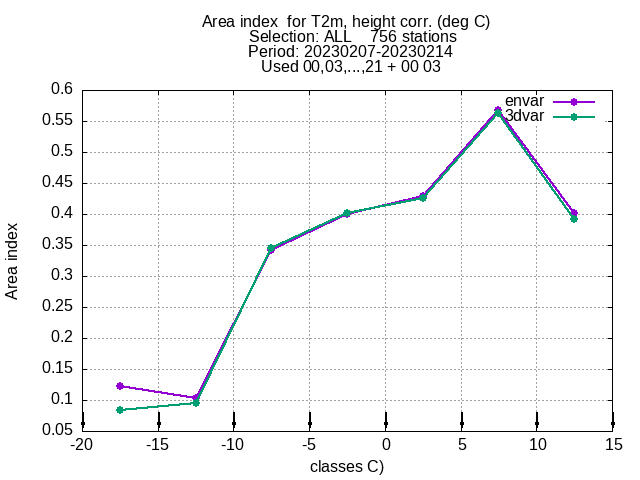 Area index  for T2m, height corr. (deg C)
Selection: ALL    756 stations
Period: 20230207-20230214
Used 00,03,...,21 + 00 03
envar
3dvar
0.6
0.55
0.5
0.45
0.4
0.35
0.3
0.25
0.2
0.15
0.1
0.05
Area index
-20 -15 -10 -5 0 5 10 15
classes C)